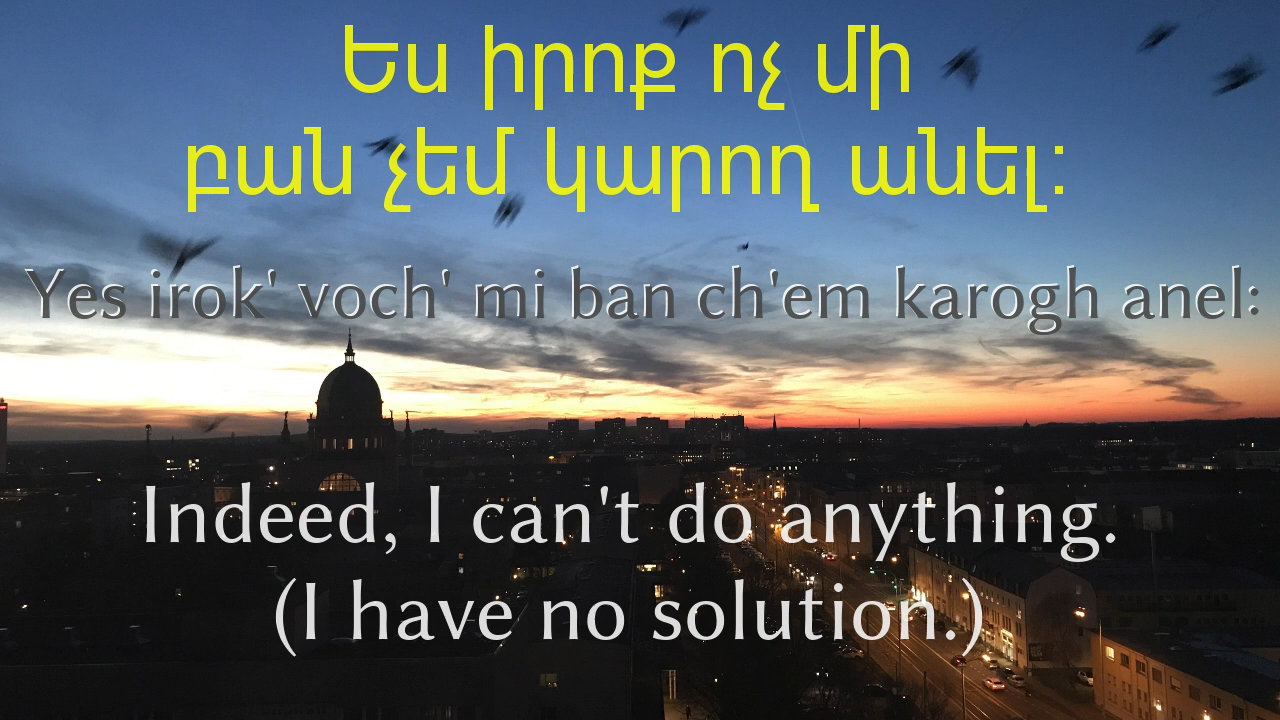 Ես իրոք ոչ մի
բան չեմ կարող անել:
Yes irok' voch' mi ban ch'em karogh anel:
Indeed, I can't do anything.
(I have no solution.)